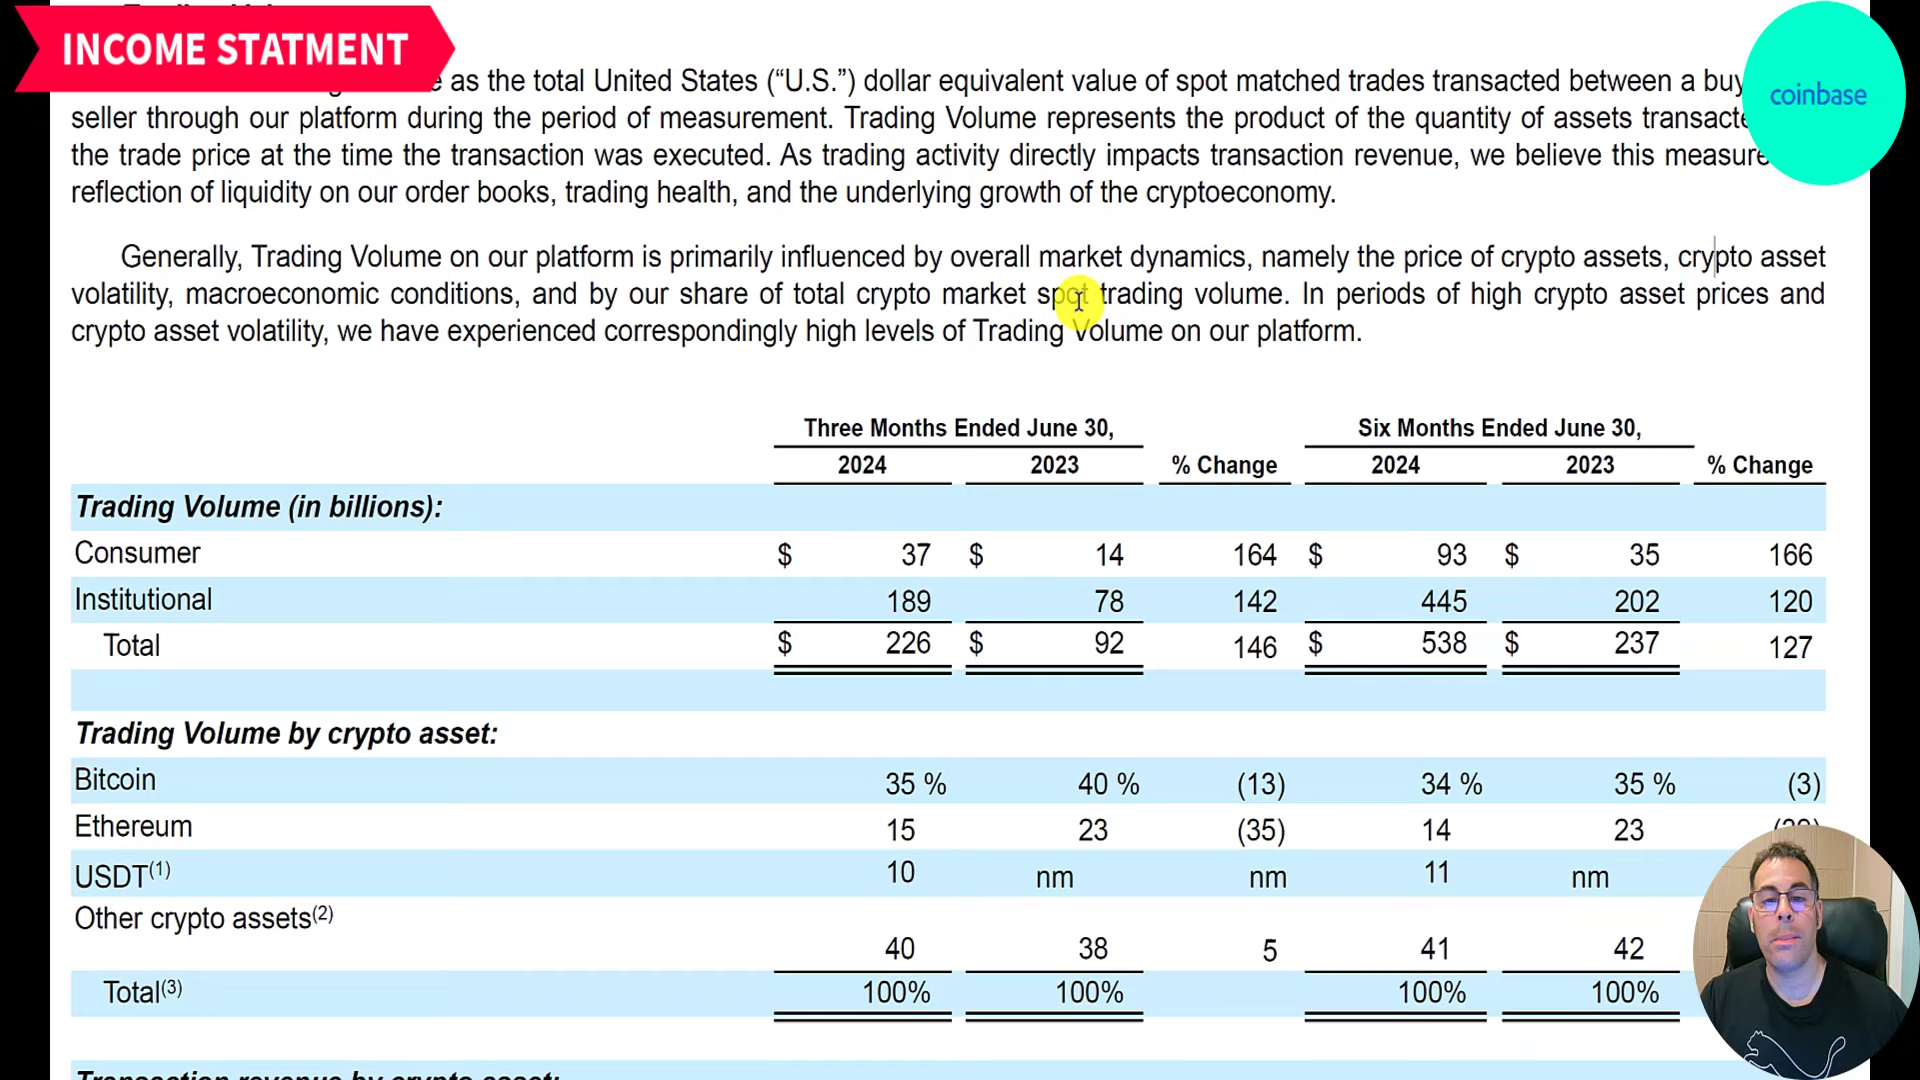 INCOME STATMENT
coinbase
as the total United States (“U.S.”) dollar equivalent value of spot matched trades transacted between a
seller through our platform during the period of measurement. Trading Volume represents the product of the quantity of assets
the trade price at the time the transaction was executed. As trading activity directly impacts transaction revenue, we believe this measure
reflection of liquidity on our order books, trading health, and the underlying growth of the cryptoeconomy.
Generally, Trading Volume on our platform is primarily influenced by overall market dynamics, namely the price of crypto assets, crypto asset
volatility, macroeconomic conditions, and by our share of total crypto market spot trading volume. In periods of high crypto asset prices and
crypto asset volatility, we have experienced correspondingly high levels of Trading Volume on our platform.
Three Months Ended June 30, Six Months Ended June 30,
2024 2023 % Change 2024 2023 % Change
Trading Volume (in billions):
Consumer $ 37 $ 14 164 $ 93 $ 35 166
Institutional 189 78 142 445 202 120
Total $ 226 $ 92 146 $ 538 $ 237 127
Trading Volume by crypto asset:
Bitcoin 35 % 40 % (13) 34 % 35 % (3)
Ethereum 15 23 (35) 14 23
USDT(1) 10 nm nm 11 nm
Other crypto assets(2) 40 38 5 41 42
Total(3) 100% 100% 100% 100%
Transaction revenue by crypto asset: